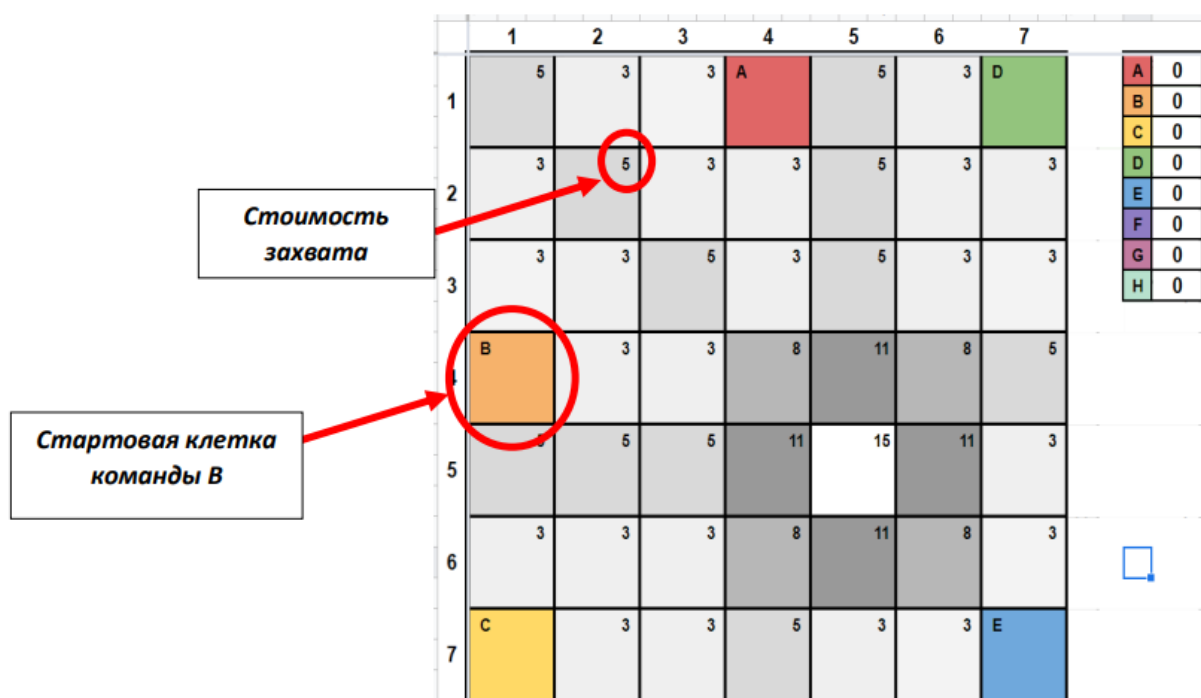 1 2 3 4 5 6 7
1 5 3 3 A 5 3 D
2 3 5 3 3 5 3 3
3 3 3 5 3 5 3 3
4 B 3 3 8 11 8 5
5 5 5 5 11 15 11 3
6 3 3 3 8 11 8 3
7 C 3 3 5 3 3 E
A 0
B 0
C 0
D 0
E 0
F 0
G 0
H 0
Стоимость
захвата
Стартовая клетка
команды В